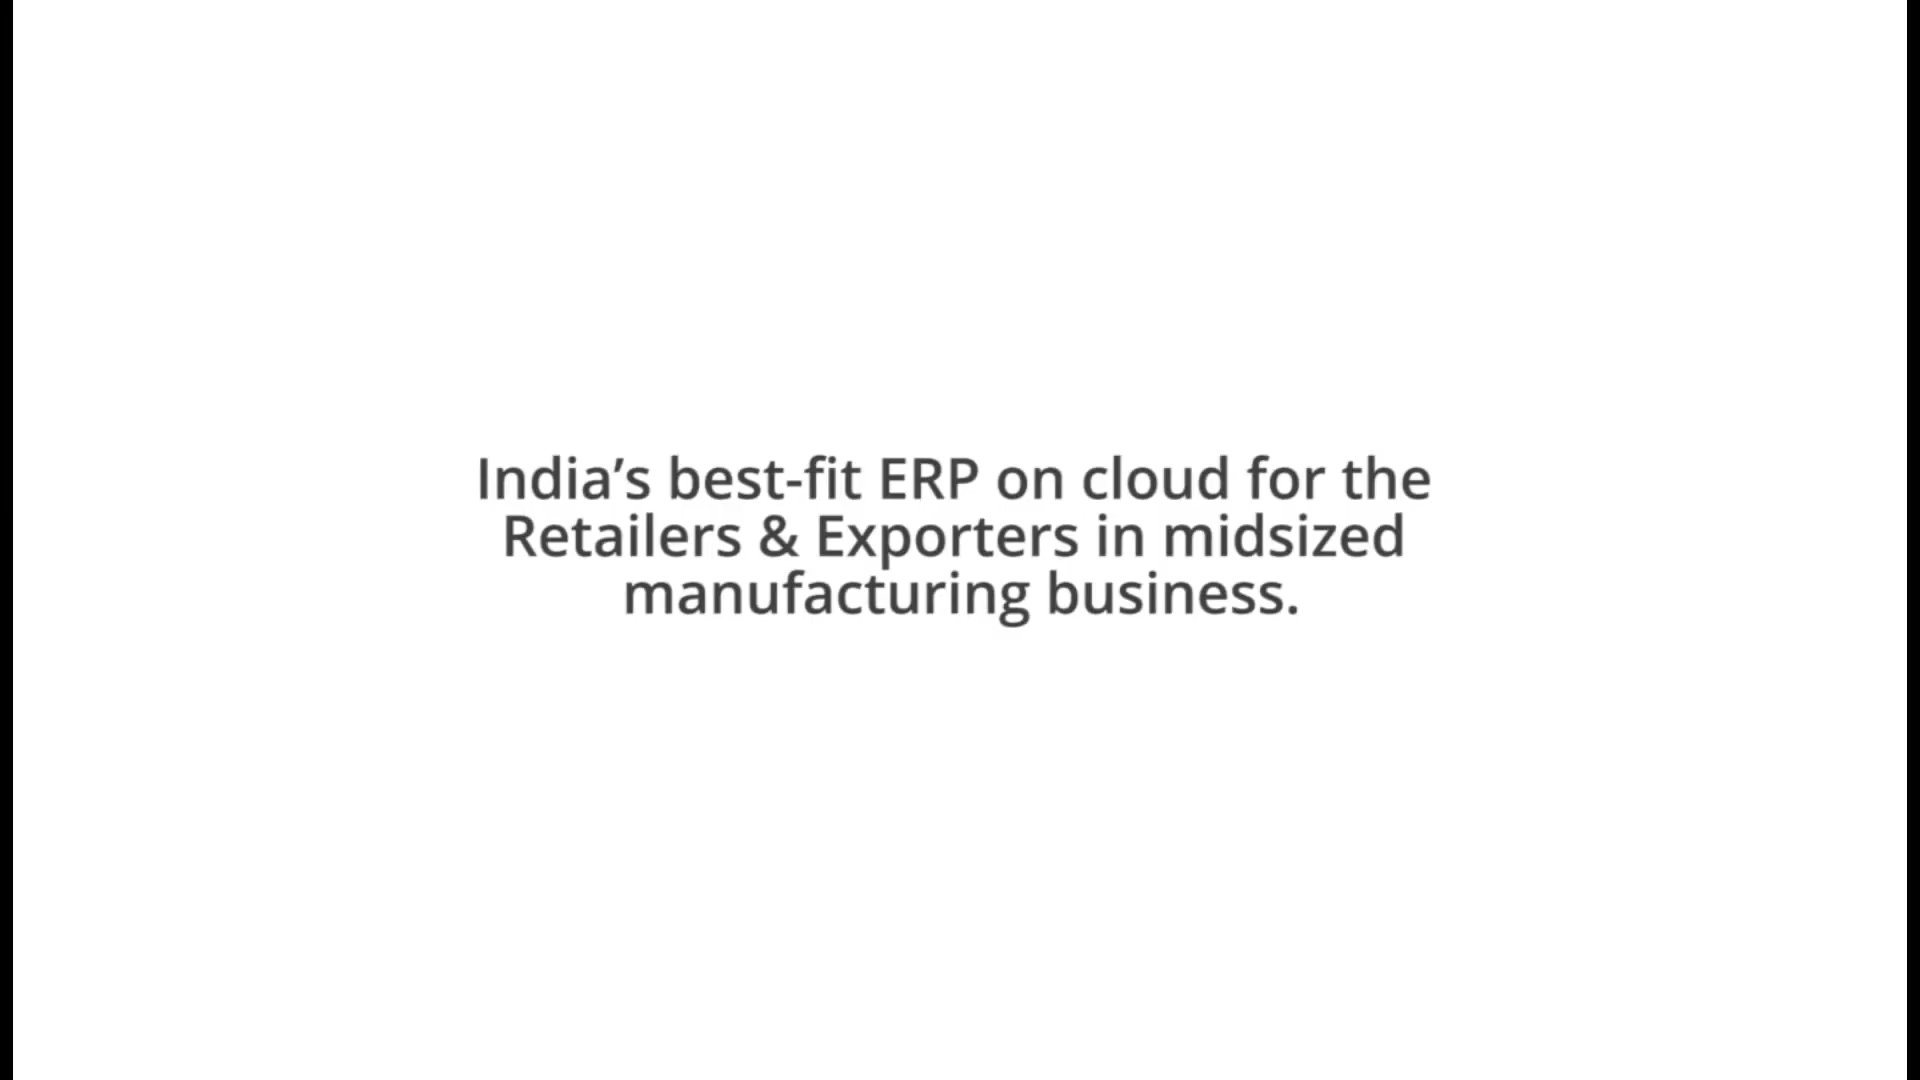 India’s best-fit ERP on cloud for the
Retailers & Exporters in midsized
manufacturing business.